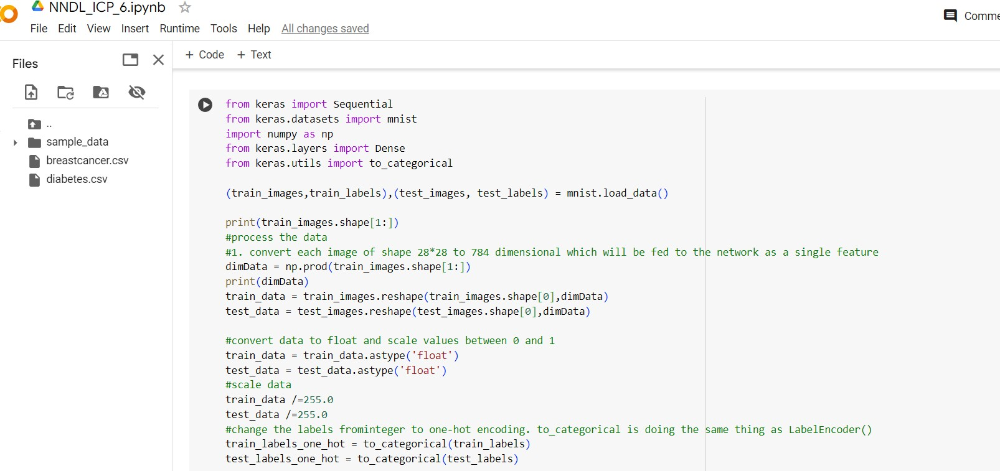 NNDL_ICP_6.ipynb
File Edit View Insert Runtime Tools Help All changes saved
Files
..
sample_data
breastcancer.csv
diabetes.csv
+ Code + Text
from keras import Sequential
from keras.datasets import mnist
import numpy as np
from keras.layers import Dense
from keras.utils import to_categorical
(train_images,train_labels),(test_images, test_labels) = mnist.load_data()
print(train_images.shape[1:])
#process the data
#1. convert each image of shape 28*28 to 784 dimensional which will be fed to the network as a single feature
dimData = np.prod(train_images.shape[1:])
print(dimData)
train_data = train_images.reshape(train_images.shape[0],dimData)
test_data = test_images.reshape(test_images.shape[0],dimData)
#convert data to float and scale values between 0 and 1
train_data = train_data.astype('float')
test_data = test_data.astype('float')
#scale data
train_data /=255.0
test_data /=255.0
#change the labels frominteger to one-hot encoding. to_categorical is doing the same thing as LabelEncoder()
train_labels_one_hot = to_categorical(train_labels)
test_labels_one_hot = to_categorical(test_labels)
Comme